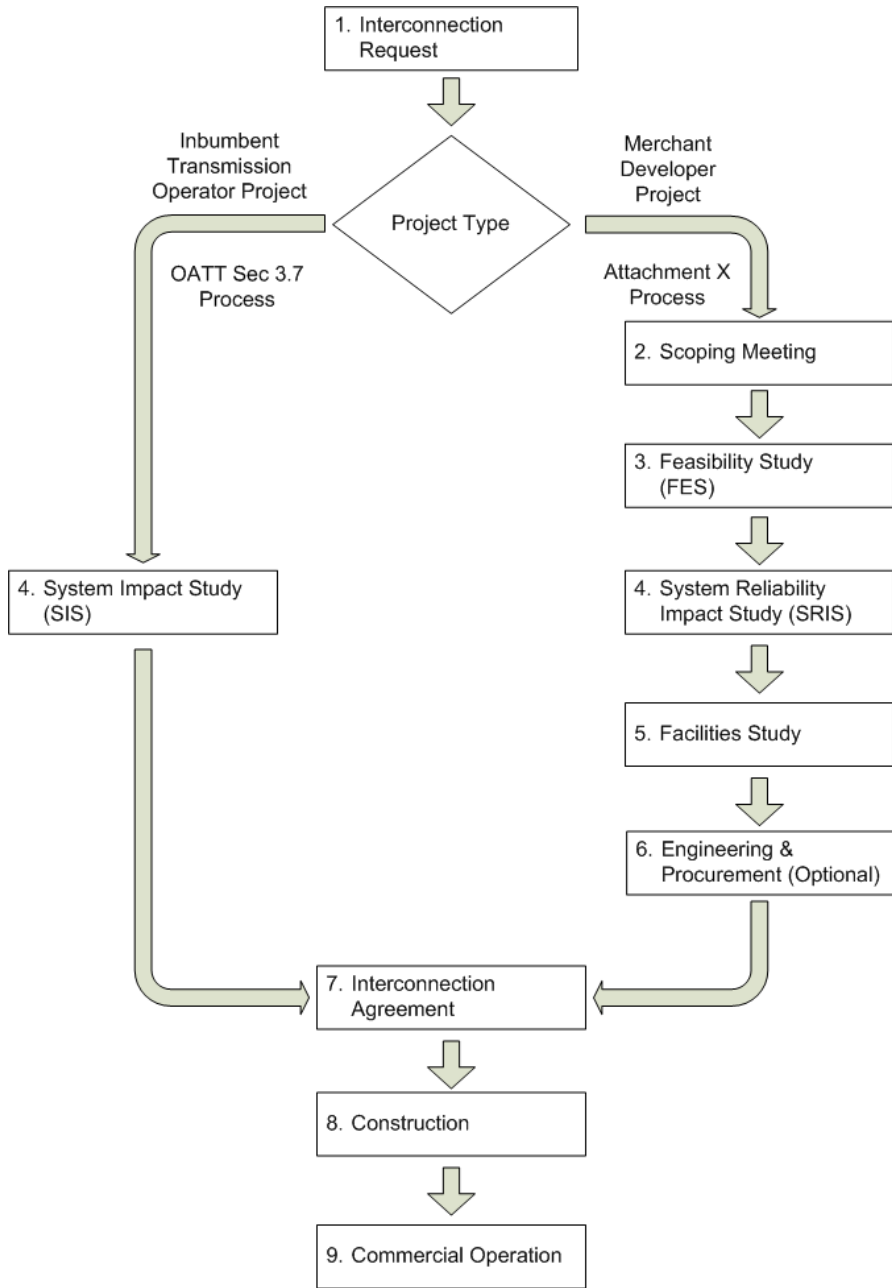 1. Interconnection
Request
Inbumbent
Transmission
Operator Project
Merchant
Developer
Project
Project Type
OATT Sec 3.7
Process
Attachment X
Process
2. Scoping Meeting
3. Feasibility Study
(FES)
4. System Impact Study
(SIS)
4. System Reliability
Impact Study (SRIS)
5. Facilities Study
6. Engineering &
Procurement (Optional)
7. Interconnection
Agreement
8. Construction
9. Commercial Operation